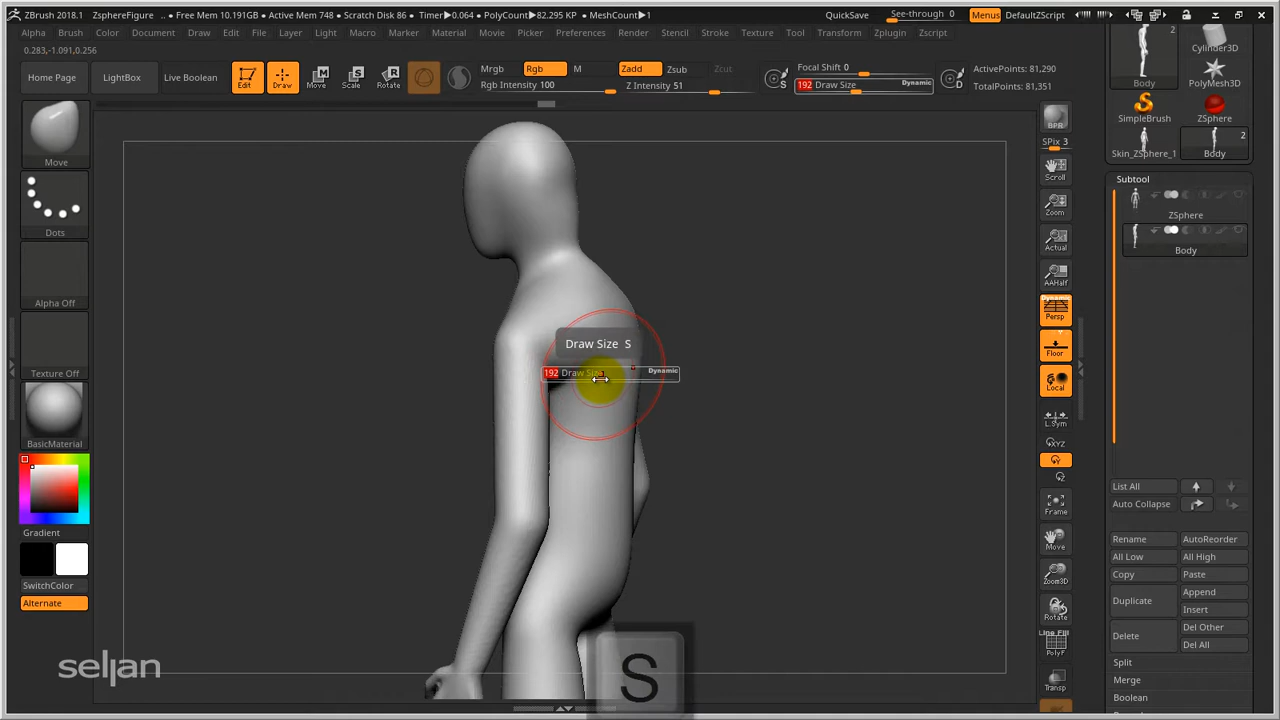 ZBrush 2018.1 ZsphereFigure .. Free Mem 10.191GB • Active Mem 748 • Scratch Disk 86 • Timer▶0.064 • PolyCount▶82.295 KP • MeshCount▶1
QuickSave See-through 0 Menus DefaultZScript
Alpha Brush Color Document Draw Edit File Layer Light Macro Marker Material Movie Picker Preferences Render Stencil Stroke Texture Tool Transform Zplugin Zscript
0.283,-1.091,0.256
Home Page LightBox Live Boolean
Edit Draw Move Scale Rotate
Mrgb Rgb M Zadd Zsub Zcut
Rgb Intensity 100 Z Intensity 51
S Focal Shift 0
192 Draw Size Dynamic D
ActivePoints: 81,290
TotalPoints: 81,351
Move
Dots
Alpha Off
Texture Off
BasicMaterial
Gradient
SwitchColor
Alternate
Draw Size S
192 Draw Size Dynamic
S
seljan
BPR
SPix 3
Scroll
Zoom
Actual
AAHalf
Dynamic
Persp
Floor
Local
L.Sym
XYZ
Y
Z
Frame
Move
Zoom3D
Rotate
Line Fill
PolyF
Transp
2
Body
Cylinder3D
PolyMesh3D
SimpleBrush ZSphere
2
Skin_ZSphere_1 Body
Subtool
ZSphere
Body
List All
Auto Collapse
Rename AutoReorder
All Low All High
Copy Paste
Duplicate Append
Insert
Delete Del Other
Del All
Split
Merge
Boolean